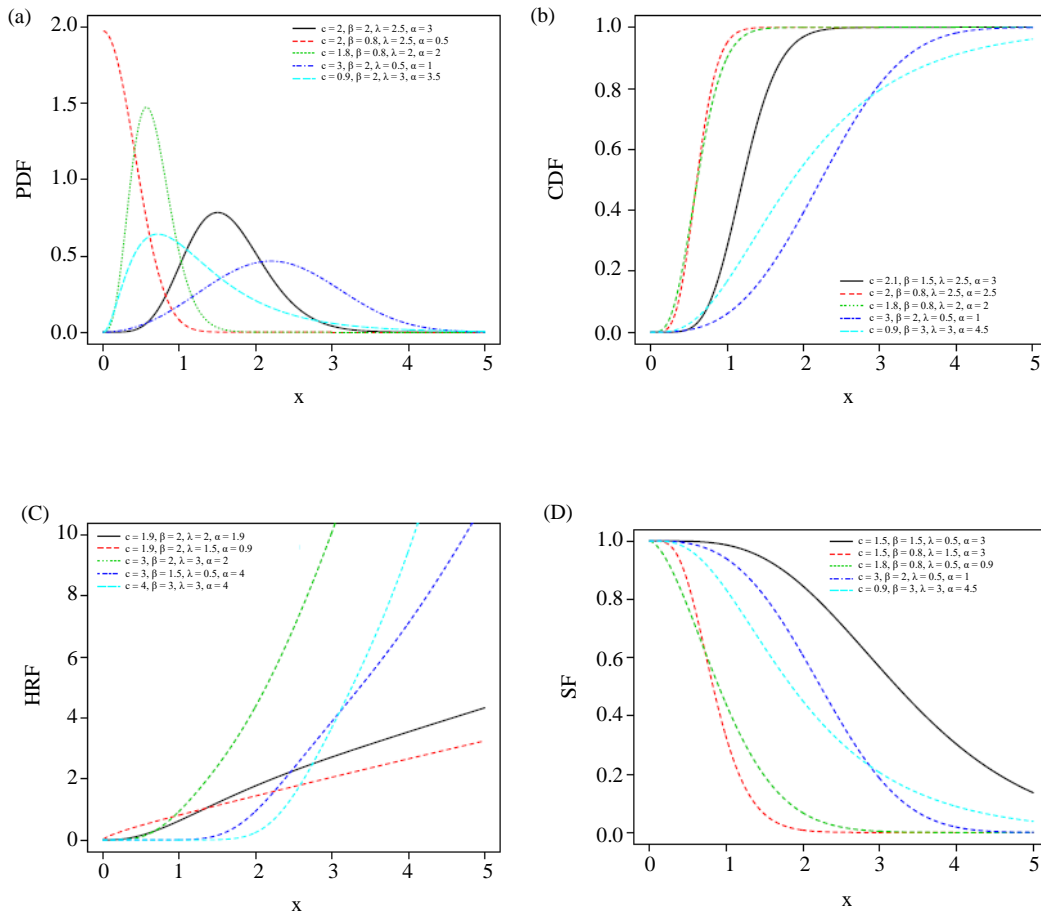 (a)
2.0
1.5
1.0
0.5
0.0
PDF
c = 2, β = 2, λ = 2.5, α = 3
c = 2, β = 0.8, λ = 2.5, α = 0.5
c = 1.8, β = 0.8, λ = 2, α = 2
c = 3, β = 2, λ = 0.5, α = 1
c = 0.9, β = 2, λ = 3, α = 3.5
0 1 2 3 4 5
x
(b)
1.0
0.8
0.6
0.4
0.2
0.0
CDF
c = 2.1, β = 1.5, λ = 2.5, α = 3
c = 2, β = 0.8, λ = 2.5, α = 2.5
c = 1.8, β = 0.8, λ = 2, α = 2
c = 3, β = 2, λ = 0.5, α = 1
c = 0.9, β = 3, λ = 3, α = 4.5
0 1 2 3 4 5
x
(C)
10
8
6
4
2
0
HRF
c = 1.9, β = 2, λ = 2, α = 1.9
c = 1.9, β = 2, λ = 1.5, α = 0.9
c = 3, β = 2, λ = 3, α = 2
c = 3, β = 1.5, λ = 0.5, α = 4
c = 4, β = 3, λ = 3, α = 4
0 1 2 3 4 5
x
(D)
1.0
0.8
0.6
0.4
0.2
0.0
SF
c = 1.5, β = 1.5, λ = 0.5, α = 3
c = 1.5, β = 0.8, λ = 1.5, α = 3
c = 1.8, β = 0.8, λ = 0.5, α = 0.9
c = 3, β = 2, λ = 0.5, α = 1
c = 0.9, β = 3, λ = 3, α = 4.5
0 1 2 3 4 5
x